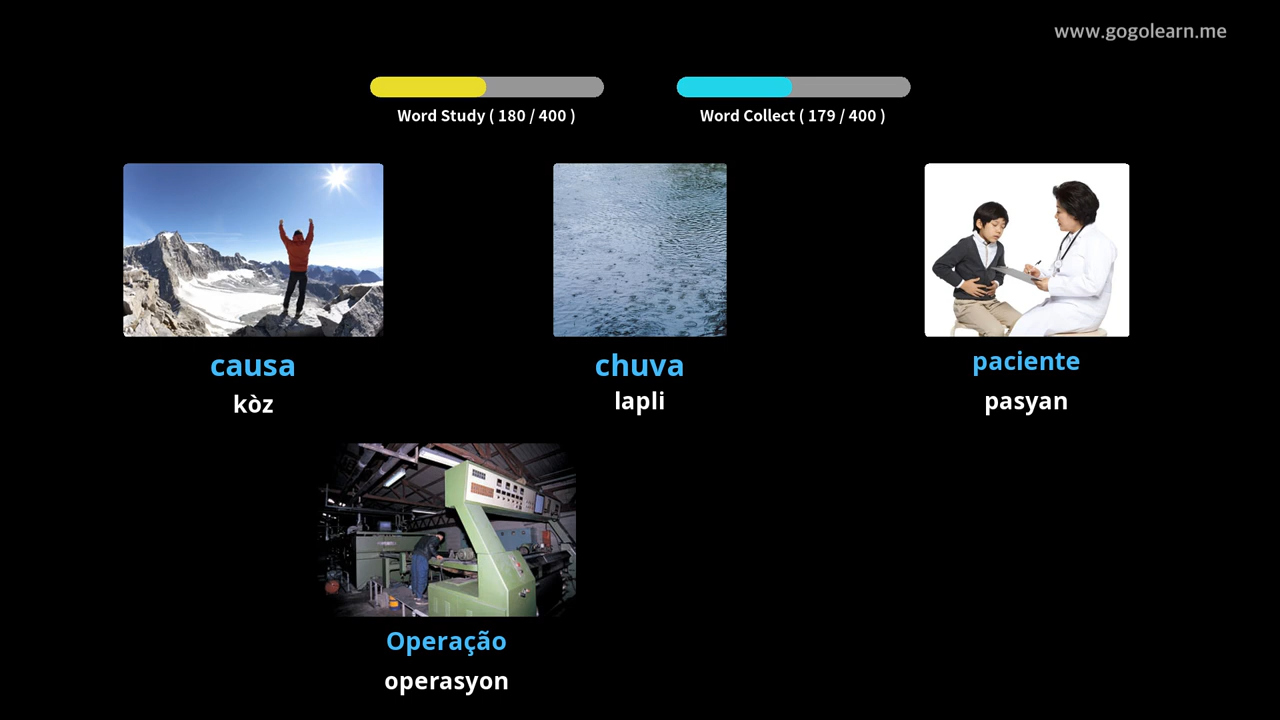 www.gogolearn.me
Word Study ( 180 / 400 )
Word Collect ( 179 / 400 )
causa
kòz
chuva
lapli
paciente
pasyan
Operação
operasyon